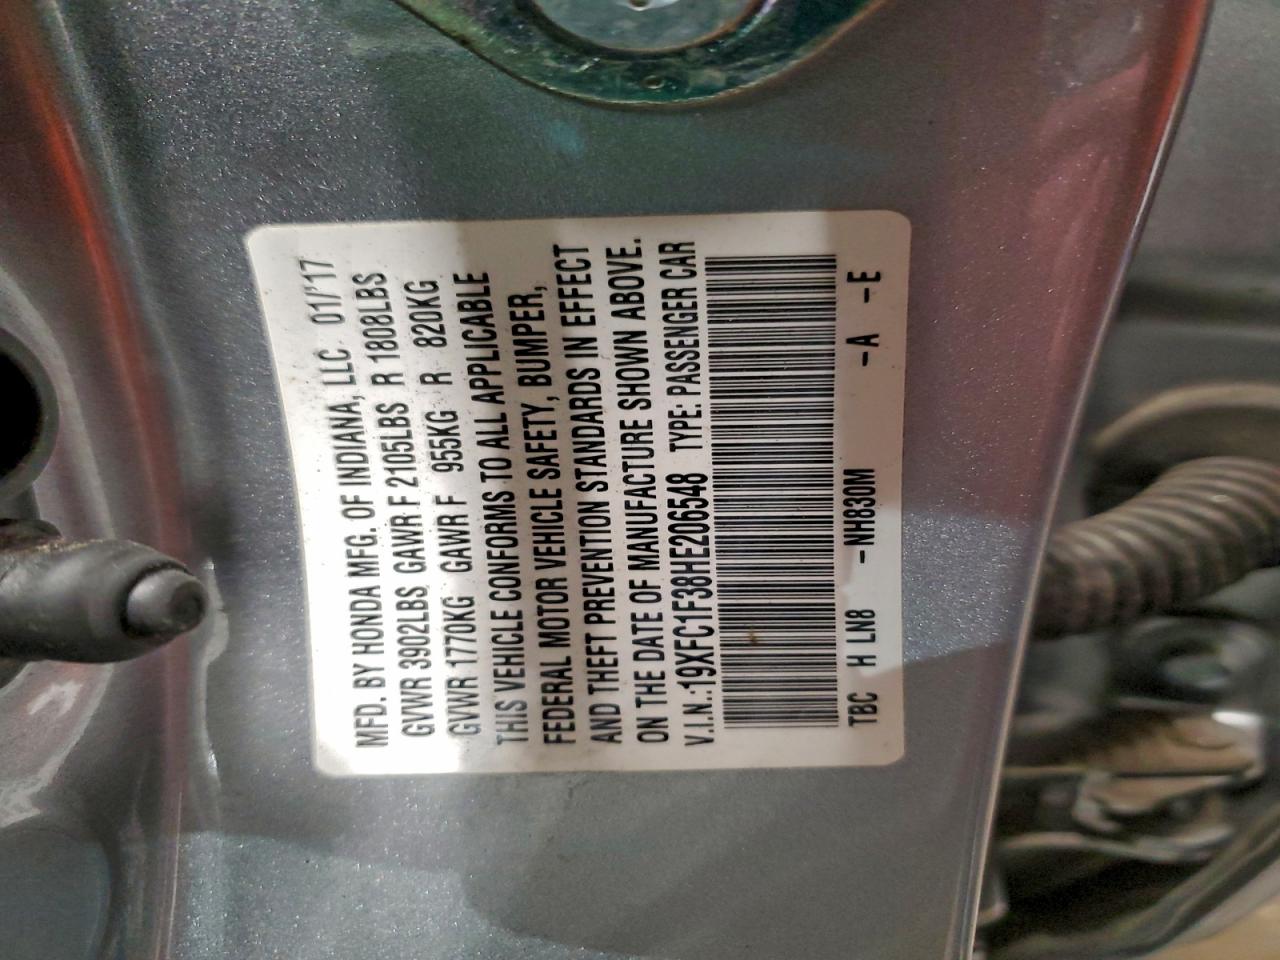 MFD. BY HONDA MFG. OF INDIANA, LLC 01/'17
GVWR 3902LBS GAWR F 2105LBS R 1808LBS
GVWR 1770KG GAWR F 955KG R 820KG
THIS VEHICLE CONFORMS TO ALL APPLICABLE
FEDERAL MOTOR VEHICLE SAFETY, BUMPER,
AND THEFT PREVENTION STANDARDS IN EFFECT
ON THE DATE OF MANUFACTURE SHOWN ABOVE.
V.I.N.:19XFC1F38HE206548 TYPE: PASSENGER CAR
TBC H LN8 -NH830M -A -E